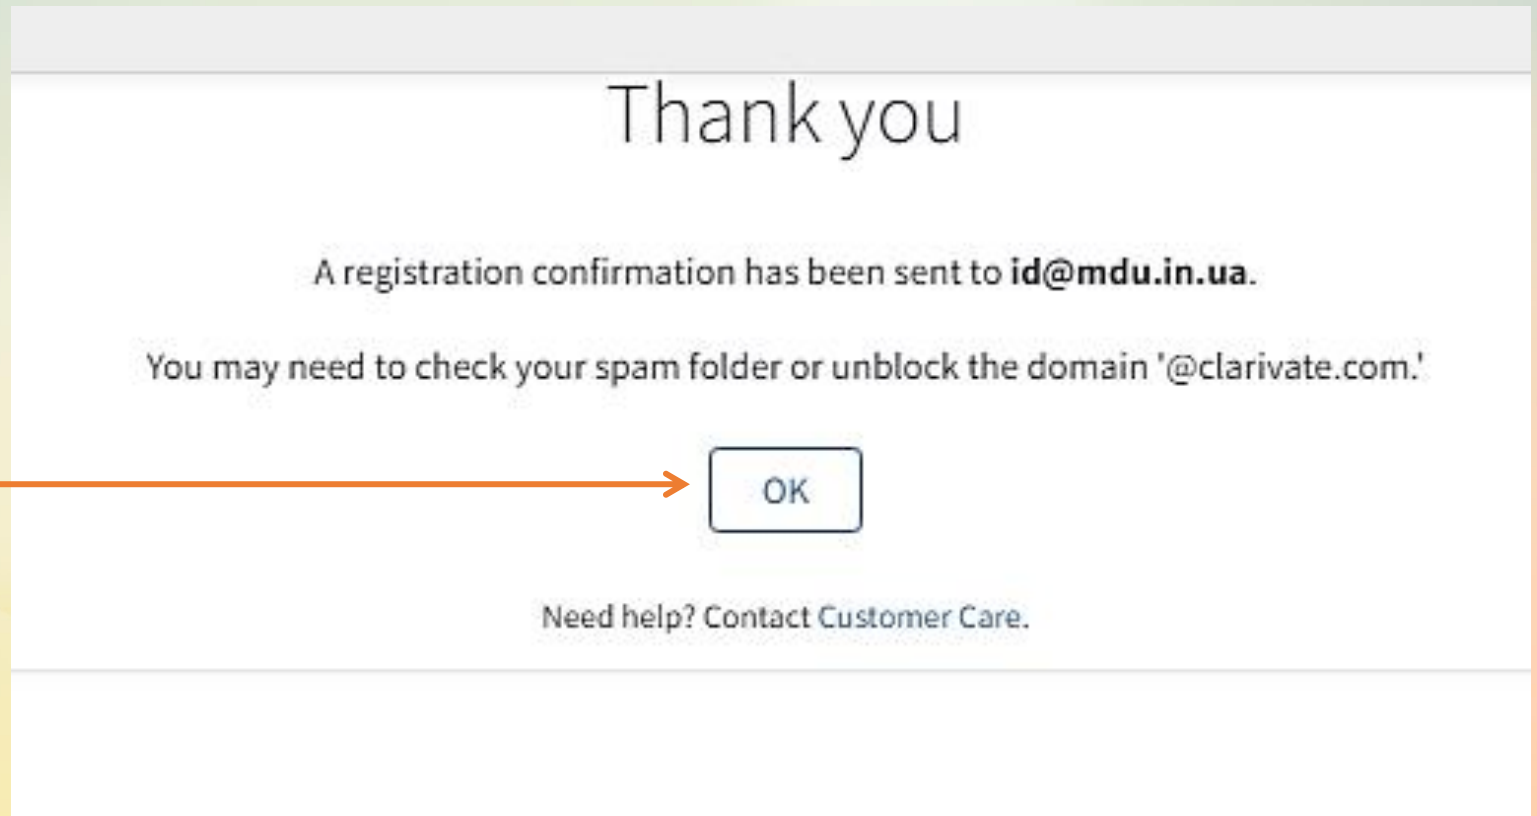 Thank you
A registration confirmation has been sent to id@mdu.in.ua.
You may need to check your spam folder or unblock the domain '@clarivate.com.'
OK
Need help? Contact Customer Care.